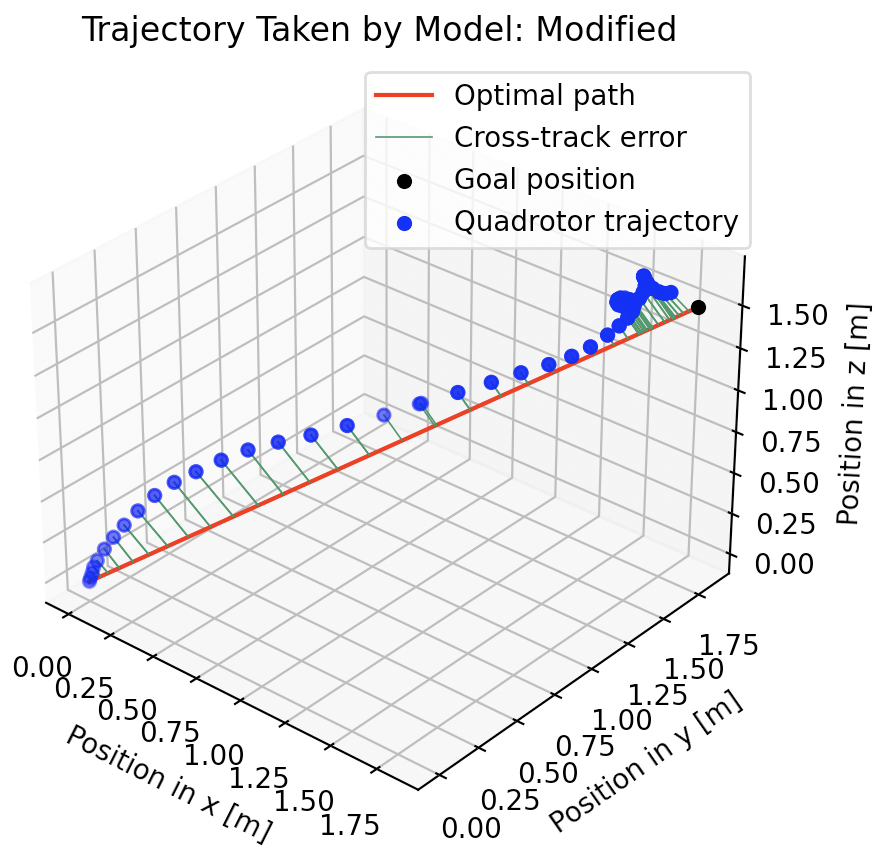 Trajectory Taken by Model: Modified
Optimal path
Cross-track error
Goal position
Quadrotor trajectory
1.50
1.25
1.00
0.75
0.50
0.25
0.00
Position in z [m]
0.00
0.25
0.50
0.75
1.00
1.25
1.50
1.75
Position in x [m]
1.75
1.50
1.25
1.00
0.75
0.50
0.25
0.00
Position in y [m]